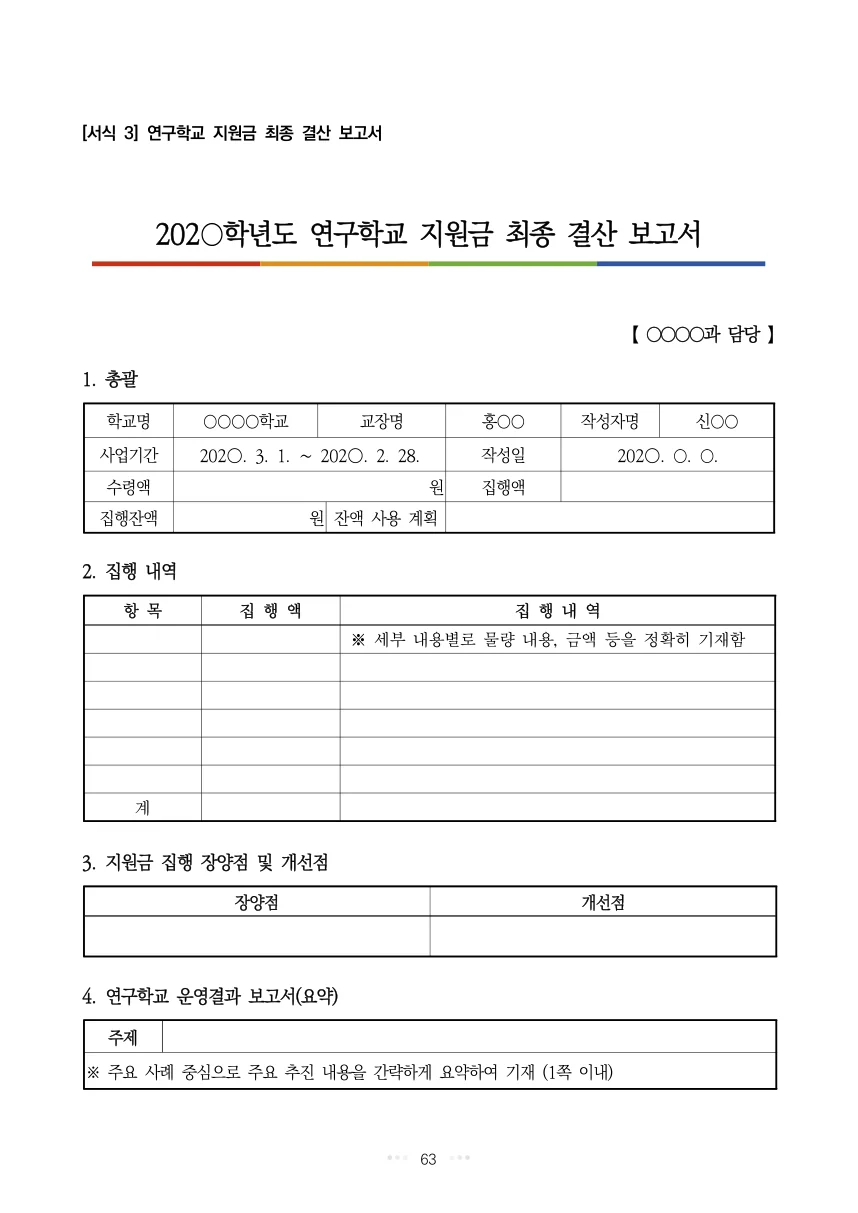 [서식 3] 연구학교 지원금 최종 결산 보고서
202○학년도 연구학교 지원금 최종 결산 보고서
【 ○○○○과 담당 】
1. 총괄
학교명 ○○○○학교 교장명 홍○○ 작성자명 신○○
사업기간 202○. 3. 1. ~ 202○. 2. 28. 작성일 202○. ○. ○.
수령액 원 집행액
집행잔액 원 잔액 사용 계획
2. 집행 내역
항 목 집 행 액 집 행 내 역
※ 세부 내용별로 물량 내용, 금액 등을 정확히 기재함
계
3. 지원금 집행 장양점 및 개선점
장양점 개선점
4. 연구학교 운영결과 보고서(요약)
주제
※ 주요 사례 중심으로 주요 추진 내용을 간략하게 요약하여 기재 (1쪽 이내)
63